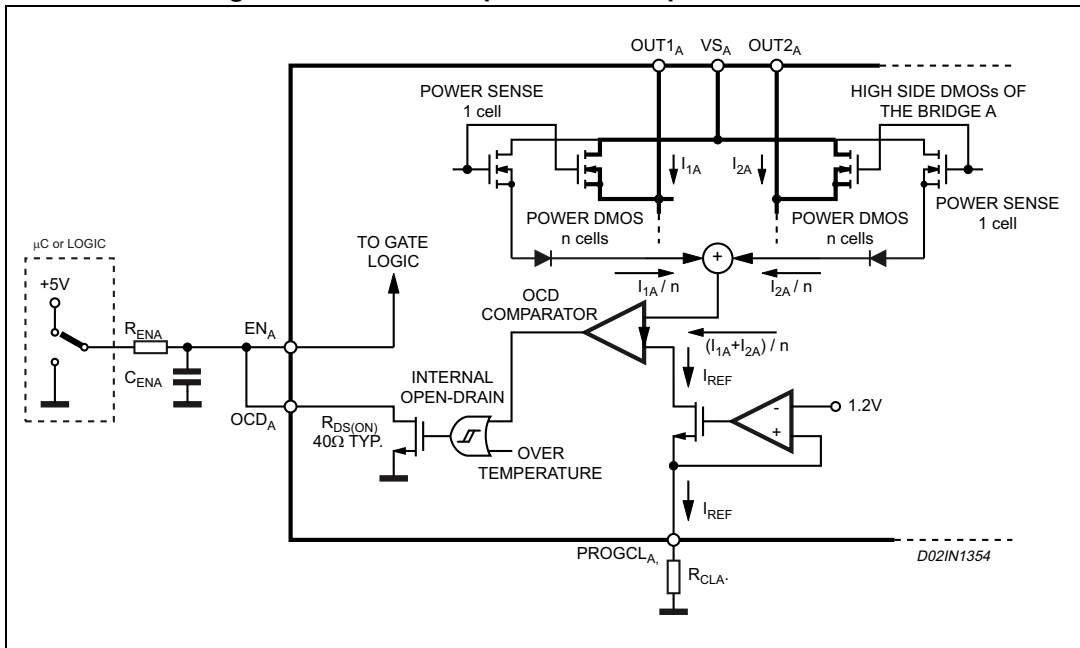 OUT1A VSA OUT2A
POWER SENSE
1 cell
HIGH SIDE DMOSs OF
THE BRIDGE A
I1A I2A
POWER SENSE
1 cell
POWER DMOS
n cells
POWER DMOS
n cells
μC or LOGIC
TO GATE
LOGIC
+
+5V
I1A / n I2A / n
OCD
COMPARATOR
RENA ENA
(I1A+I2A) / n
CENA
INTERNAL
OPEN-DRAIN
IREF
-
1.2V
+
OCDA
RDS(ON)
40Ω TYP.
OVER
TEMPERATURE
IREF
PROGCLA,
D02IN1354
RCLA.